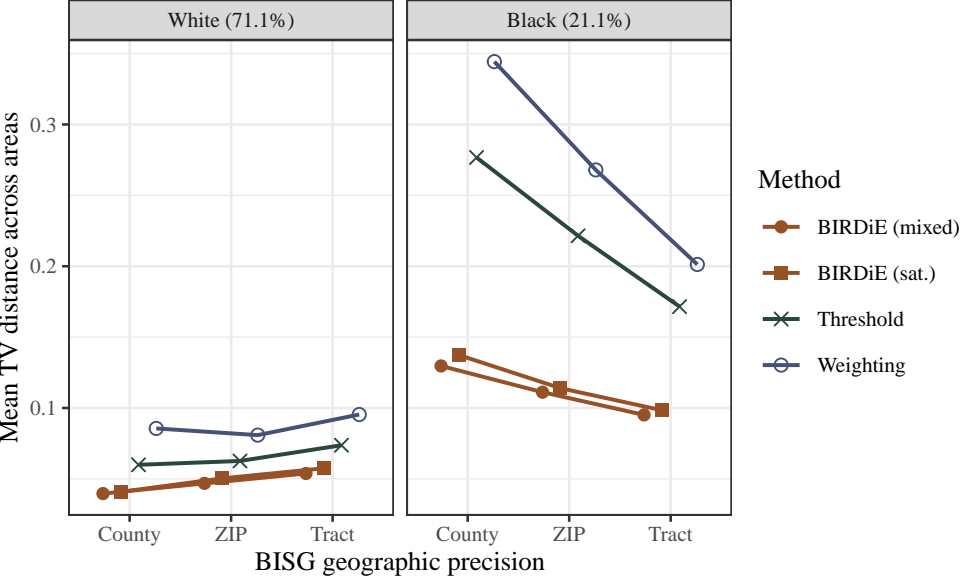 White (71.1%)
Black (21.1%)
Mean TV distance across areas
0.3
0.2
0.1
County
ZIP
Tract
County
ZIP
Tract
BISG geographic precision
Method
BIRDiE (mixed)
BIRDiE (sat.)
Threshold
Weighting